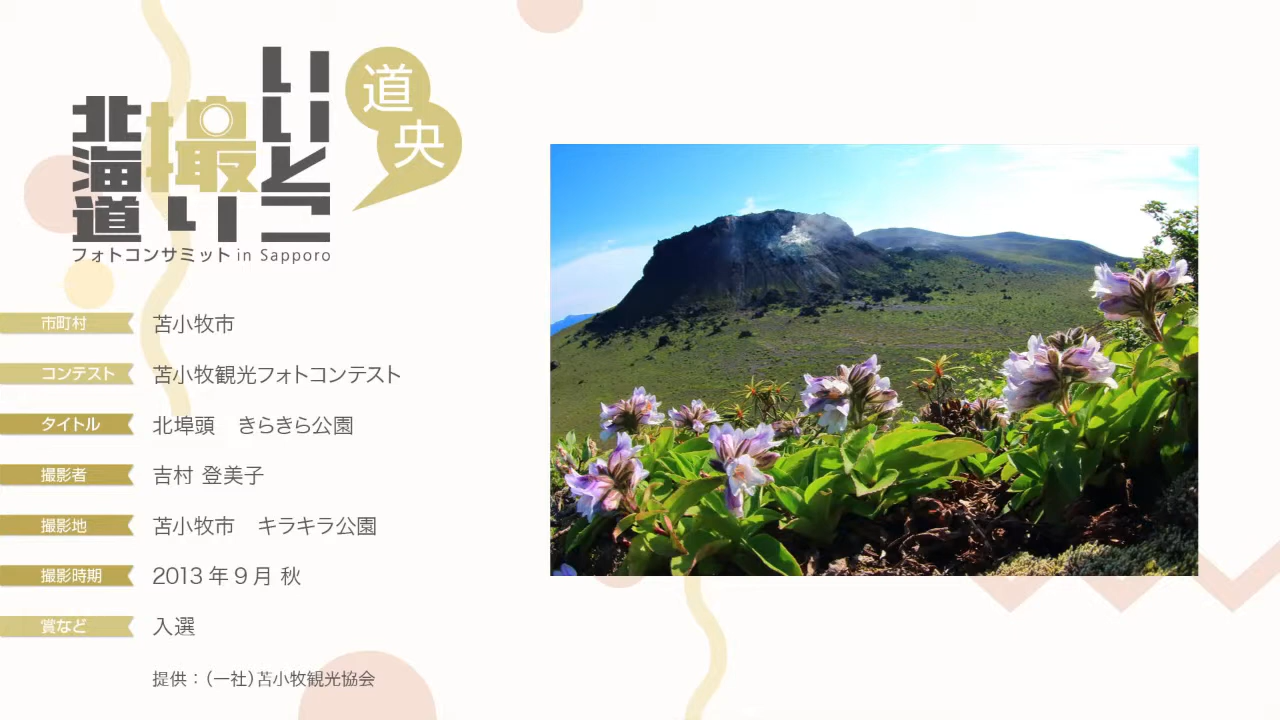 北海道
撮い
いいとこ
道央
フォトコンサミット in Sapporo
市町村 苫小牧市
コンテスト 苫小牧観光フォトコンテスト
タイトル 北埠頭　きらきら公園
撮影者 吉村 登美子
撮影地 苫小牧市　キラキラ公園
撮影時期 2013年9月 秋
賞など 入選
提供：（一社）苫小牧観光協会